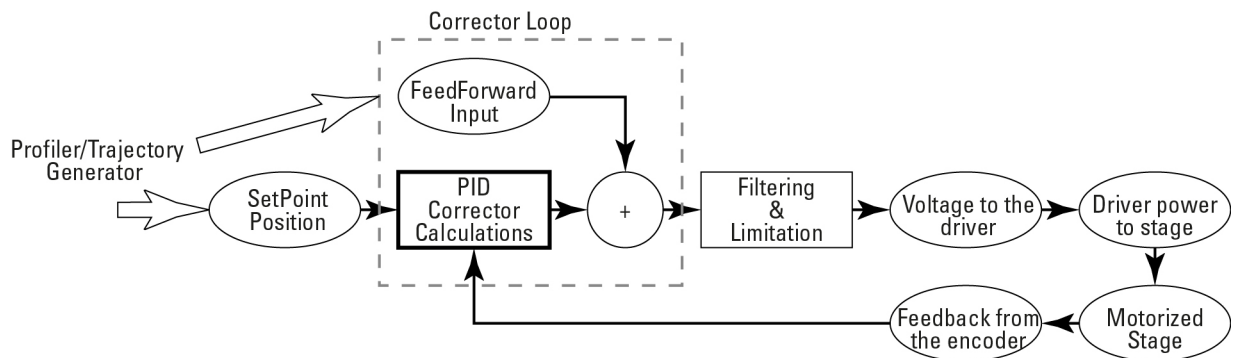 Corrector Loop
FeedForward
Input
Profiler/Trajectory
Generator
SetPoint
Position
PID
Corrector
Calculations
+
Filtering
&
Limitation
Voltage to the
driver
Driver power
to stage
Feedback from
the encoder
Motorized
Stage